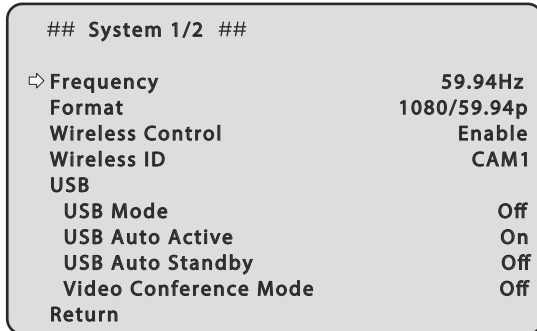 ## System 1/2 ##
⇨ Frequency 59.94Hz
Format 1080/59.94p
Wireless Control Enable
Wireless ID CAM1
USB
USB Mode Off
USB Auto Active On
USB Auto Standby Off
Video Conference Mode Off
Return